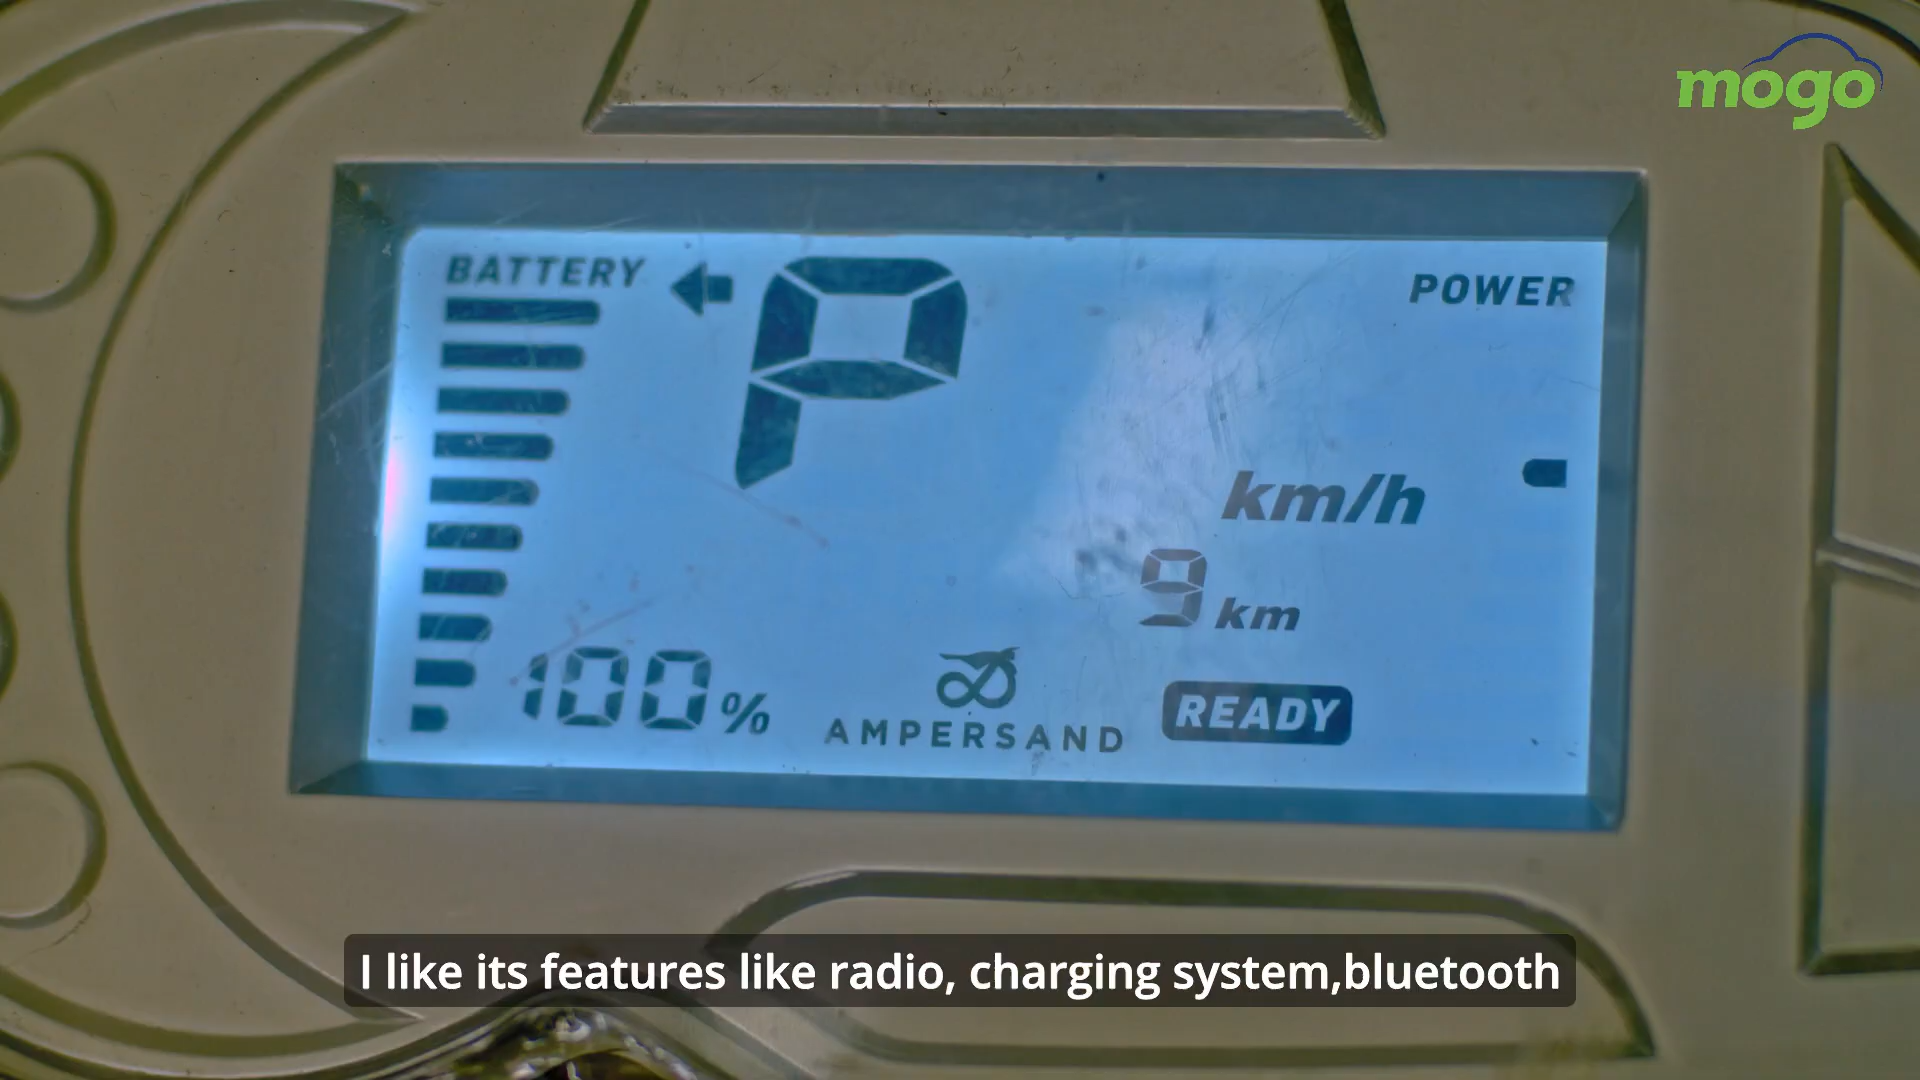 mogo
BATTERY
P
POWER
km/h
9 km
100%
AMPERSAND
READY
I like its features like radio, charging system,bluetooth